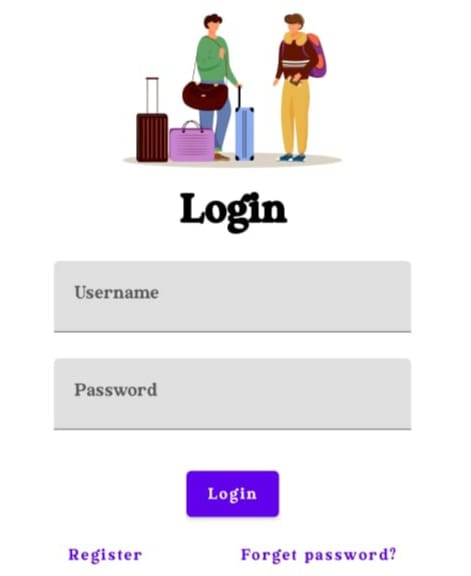 Login
Username
Password
Login
Register Forget password?